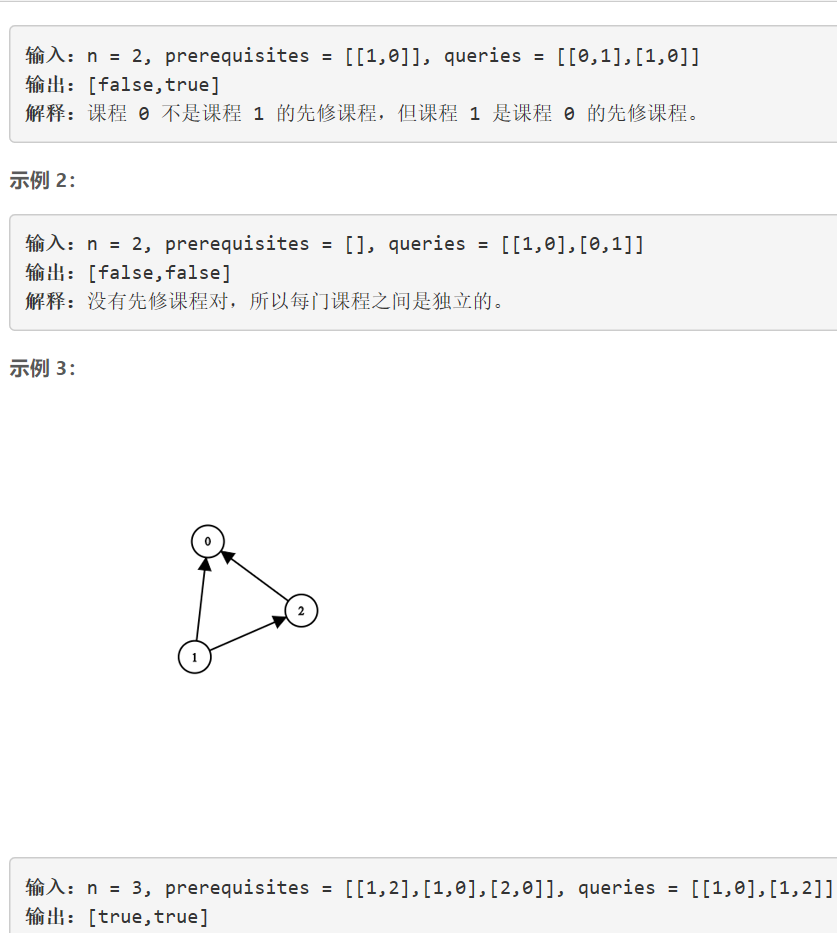 输入：n = 2, prerequisites = [[1,0]], queries = [[0,1],[1,0]]
输出：[false,true]
解释：课程 0 不是课程 1 的先修课程，但课程 1 是课程 0 的先修课程。
示例 2：
输入：n = 2, prerequisites = [], queries = [[1,0],[0,1]]
输出：[false,false]
解释：没有先修课程对，所以每门课程之间是独立的。
示例 3：
0
2
1
输入：n = 3, prerequisites = [[1,2],[1,0],[2,0]], queries = [[1,0],[1,2]]
输出：[true,true]